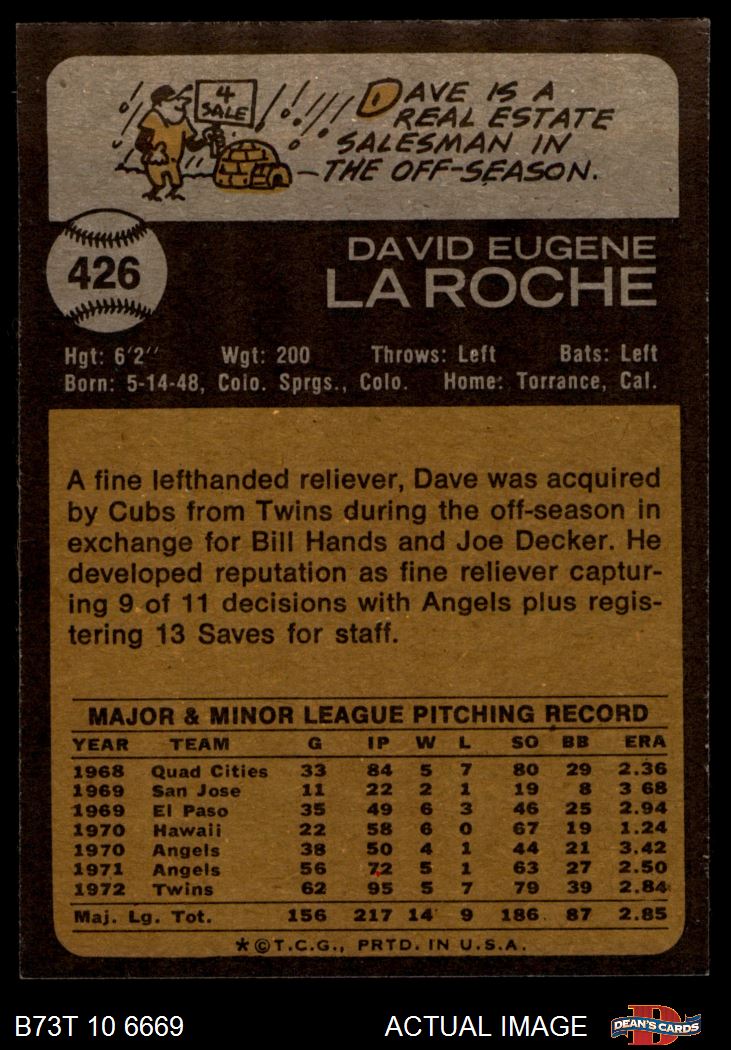 4
SALE
DAVE IS A
REAL ESTATE
SALESMAN IN
THE OFF-SEASON.
426
DAVID EUGENE
LA ROCHE
Hgt: 6'2'' Wgt: 200 Throws: Left Bats: Left
Born: 5-14-48, Colo. Sprgs., Colo. Home: Torrance, Cal.
A fine lefthanded reliever, Dave was acquired
by Cubs from Twins during the off-season in
exchange for Bill Hands and Joe Decker. He
developed reputation as fine reliever captur-
ing 9 of 11 decisions with Angels plus regis-
tering 13 Saves for staff.
MAJOR & MINOR LEAGUE PITCHING RECORD
YEAR TEAM G IP W L SO BB ERA
1968 Quad Cities 33 84 5 7 80 29 2.36
1969 San Jose 11 22 2 1 19 8 3 68
1969 El Paso 35 49 6 3 46 25 2.94
1970 Hawaii 22 58 6 0 67 19 1.24
1970 Angels 38 50 4 1 44 21 3.42
1971 Angels 56 72 5 1 63 27 2.50
1972 Twins 62 95 5 7 79 39 2.84
Maj. Lg. Tot. 156 217 14 9 186 87 2.85
*©T.C.G., PRTD. IN U.S.A.
B73T 10 6669 ACTUAL IMAGE D DEAN'S CARDS